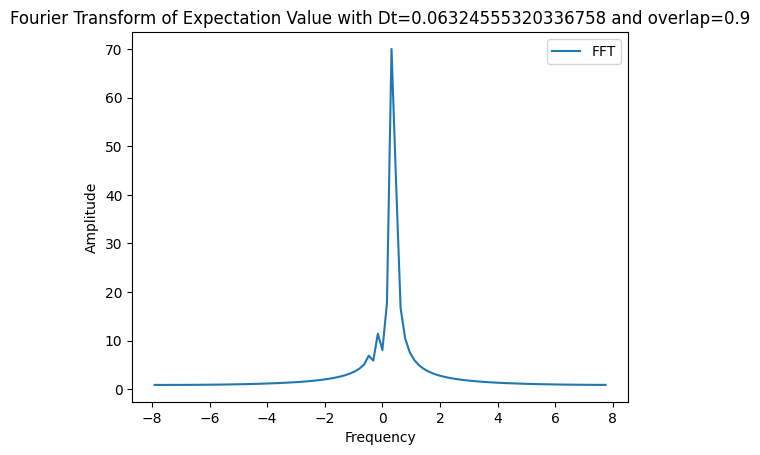 Fourier Transform of Expectation Value with Dt=0.06324555320336758 and overlap=0.9
FFT
70
60
50
40
30
20
10
0
Amplitude
−8 −6 −4 −2 0 2 4 6 8
Frequency